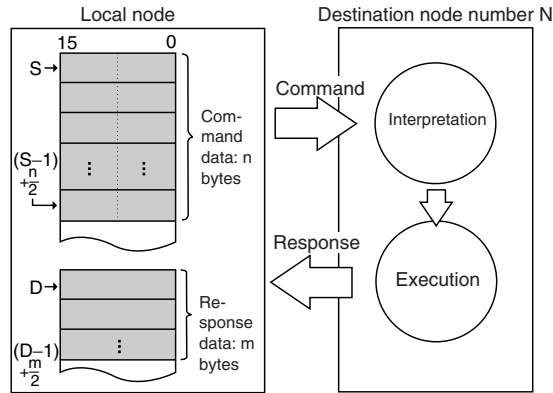 Local node
Destination node number N
15 0
S
Com-
mand
data: n
bytes
(S–1)
+n/2
Command
Interpretation
Response
Execution
D
Re-
sponse
data: m
bytes
(D–1)
+m/2